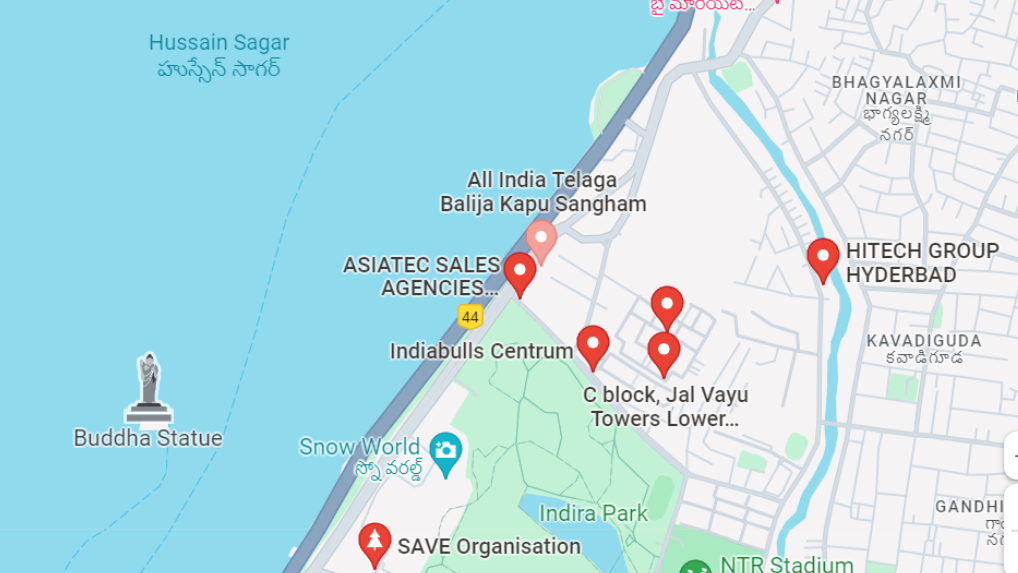 బై మారియట్...
Hussain Sagar
హుస్సేన్ సాగర్
BHAGYALAXMI
NAGAR
భాగ్యలక్ష్మి
నగర్
All India Telaga
Balija Kapu Sangham
ASIATEC SALES
AGENCIES...
HITECH GROUP
HYDERBAD
44
Indiabulls Centrum
KAVADIGUDA
కవాడిగూడ
C block, Jal Vayu
Towers Lower...
Buddha Statue
Snow World
స్నో వరల్డ్
Indira Park
GANDHI
SAVE Organisation
NTR Stadium